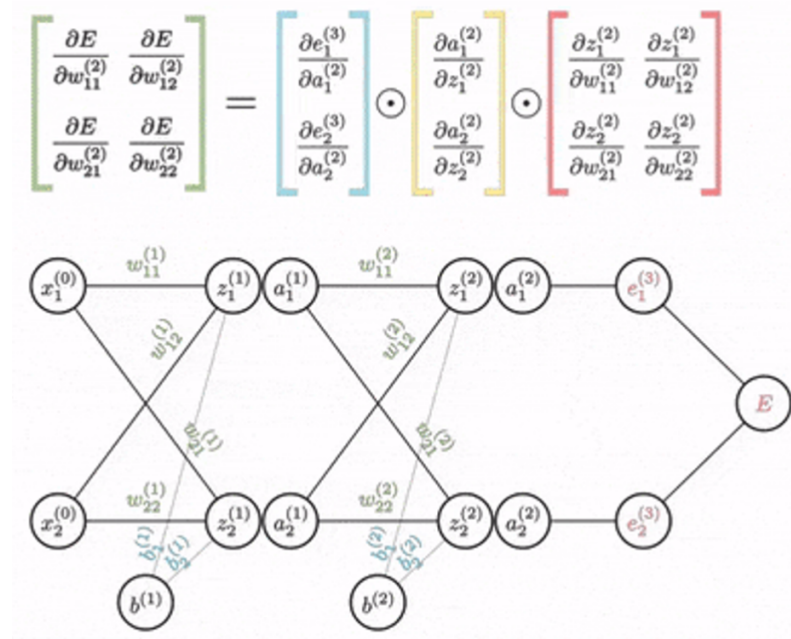 ∂E/∂w₁₁⁽²⁾ ∂E/∂w₁₂⁽²⁾
∂E/∂w₂₁⁽²⁾ ∂E/∂w₂₂⁽²⁾
=
∂e₁⁽³⁾/∂a₁⁽²⁾
∂e₂⁽³⁾/∂a₂⁽²⁾
⊙
∂a₁⁽²⁾/∂z₁⁽²⁾
∂a₂⁽²⁾/∂z₂⁽²⁾
⊙
∂z₁⁽²⁾/∂w₁₁⁽²⁾ ∂z₁⁽²⁾/∂w₁₂⁽²⁾
∂z₂⁽²⁾/∂w₂₁⁽²⁾ ∂z₂⁽²⁾/∂w₂₂⁽²⁾
w₁₁⁽¹⁾ w₁₁⁽²⁾
x₁⁽⁰⁾ z₁⁽¹⁾ a₁⁽¹⁾ z₁⁽²⁾ a₁⁽²⁾ e₁⁽³⁾
w₁₂⁽¹⁾ w₁₂⁽²⁾
E
w₂₁⁽¹⁾ w₂₁⁽²⁾
w₂₂⁽¹⁾ w₂₂⁽²⁾
x₂⁽⁰⁾ z₂⁽¹⁾ a₂⁽¹⁾ z₂⁽²⁾ a₂⁽²⁾ e₂⁽³⁾
b₁⁽¹⁾ b₂⁽¹⁾ b₁⁽²⁾ b₂⁽²⁾
b⁽¹⁾ b⁽²⁾